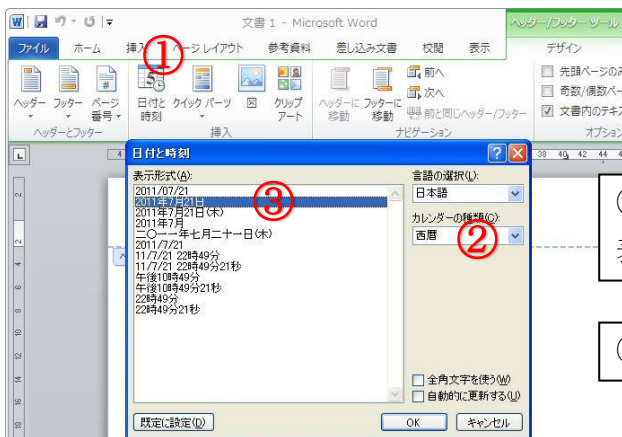 文書 1 - Microsoft Word
ヘッダー/フッター ツール
ファイル ホーム 挿入 ページ レイアウト 参考資料 差し込み文書 校閲 表示 デザイン
①
ヘッダー フッター ページ番号
日付と時刻 クイック パーツ 図 クリップ アート
ヘッダーに移動 フッターに移動
前へ
次へ
前と同じヘッダー/フッター
先頭ページのみ
奇数/偶数ペー
文書内のテキス
ヘッダーとフッター 挿入 ナビゲーション オプション
38 40 42 44
日付と時刻
表示形式(A):
2011/07/21
2011年7月21日
2011年7月21日(木)
2011年7月
二〇一一年七月二十一日(木)
2011/7/21
11/7/21 22時49分
11/7/21 22時49分21秒
午後10時49分
午後10時49分21秒
22時49分
22時49分21秒
③
言語の選択(L):
日本語
カレンダーの種類(C):
西暦
②
全角文字を使う(W)
自動的に更新する(U)
既定に設定(D) OK キャンセル